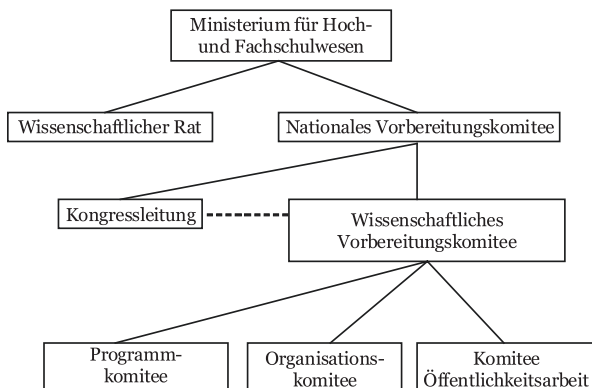 Ministerium für Hoch-
und Fachschulwesen
Wissenschaftlicher Rat
Nationales Vorbereitungskomitee
Kongressleitung
Wissenschaftliches
Vorbereitungskomitee
Programm-
komitee
Organisations-
komitee
Komitee
Öffentlichkeitsarbeit